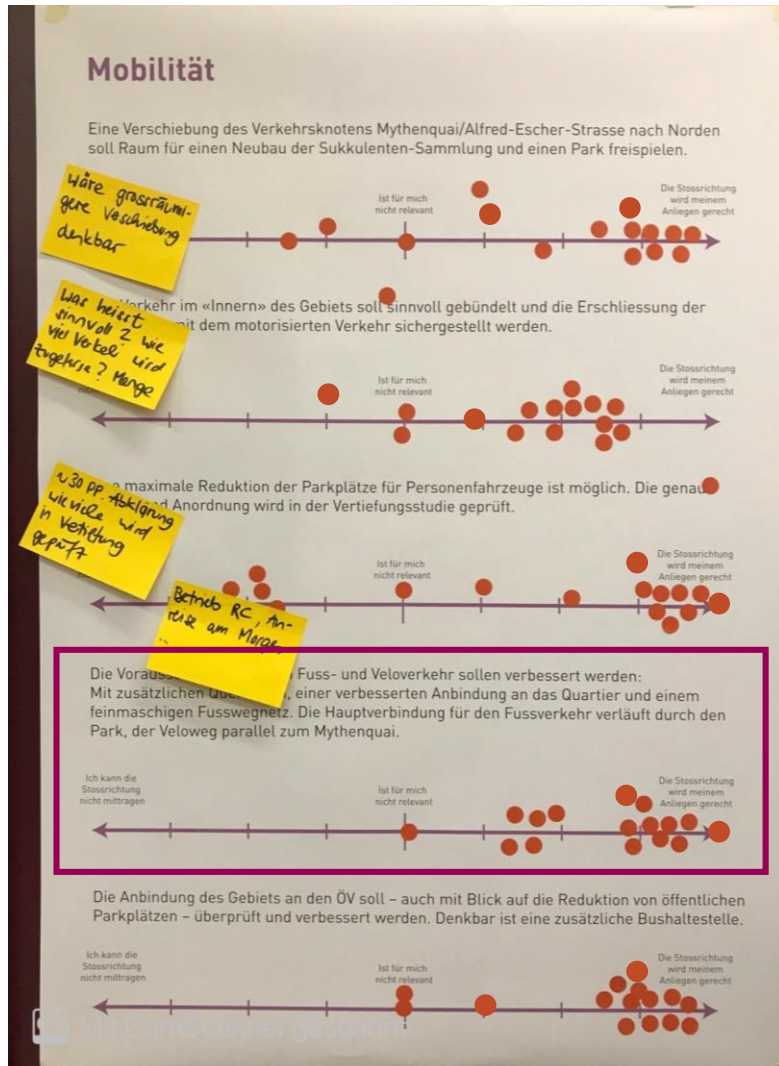 Mobilität
Eine Verschiebung des Verkehrsknotens Mythenquai/Alfred-Escher-Strasse nach Norden
soll Raum für einen Neubau der Sukkulenten-Sammlung und einen Park freispielen.
wäre grossräumi-
gere Verschiebung
denkbar
Ist für mich
nicht relevant
Die Stossrichtung
wird meinem
Anliegen gerecht
Verkehr im «Innern» des Gebiets soll sinnvoll gebündelt und die Erschliessung der
mit dem motorisierten Verkehr sichergestellt werden.
Was heisst
sinnvoll? wie
viel Verkehr wird
Menge
Ist für mich
nicht relevant
Die Stossrichtung
wird meinem
Anliegen gerecht
maximale Reduktion der Parkplätze für Personenfahrzeuge ist möglich. Die genaue
Anordnung wird in der Vertiefungsstudie geprüft.
~30 PP. Abklärung
wieviele wird
in Vertiefung
geprüft
Ist für mich
nicht relevant
Die Stossrichtung
wird meinem
Anliegen gerecht
Betrieb RC, An-
reise am Morgen,
...
Die Fuss- und Veloverkehr sollen verbessert werden:
Mit zusätzlichen einer verbesserten Anbindung an das Quartier und einem
feinmaschigen Fusswegnetz. Die Hauptverbindung für den Fussverkehr verläuft durch den
Park, der Veloweg parallel zum Mythenquai.
Ich kann die
Stossrichtung
nicht mittragen
Ist für mich
nicht relevant
Die Stossrichtung
wird meinem
Anliegen gerecht
Die Anbindung des Gebiets an den ÖV soll – auch mit Blick auf die Reduktion von öffentlichen
Parkplätzen – überprüft und verbessert werden. Denkbar ist eine zusätzliche Bushaltestelle.
Ich kann die
Stossrichtung
nicht mittragen
Ist für mich
nicht relevant
Die Stossrichtung
wird meinem
Anliegen gerecht
Mit CamScanner gescannt